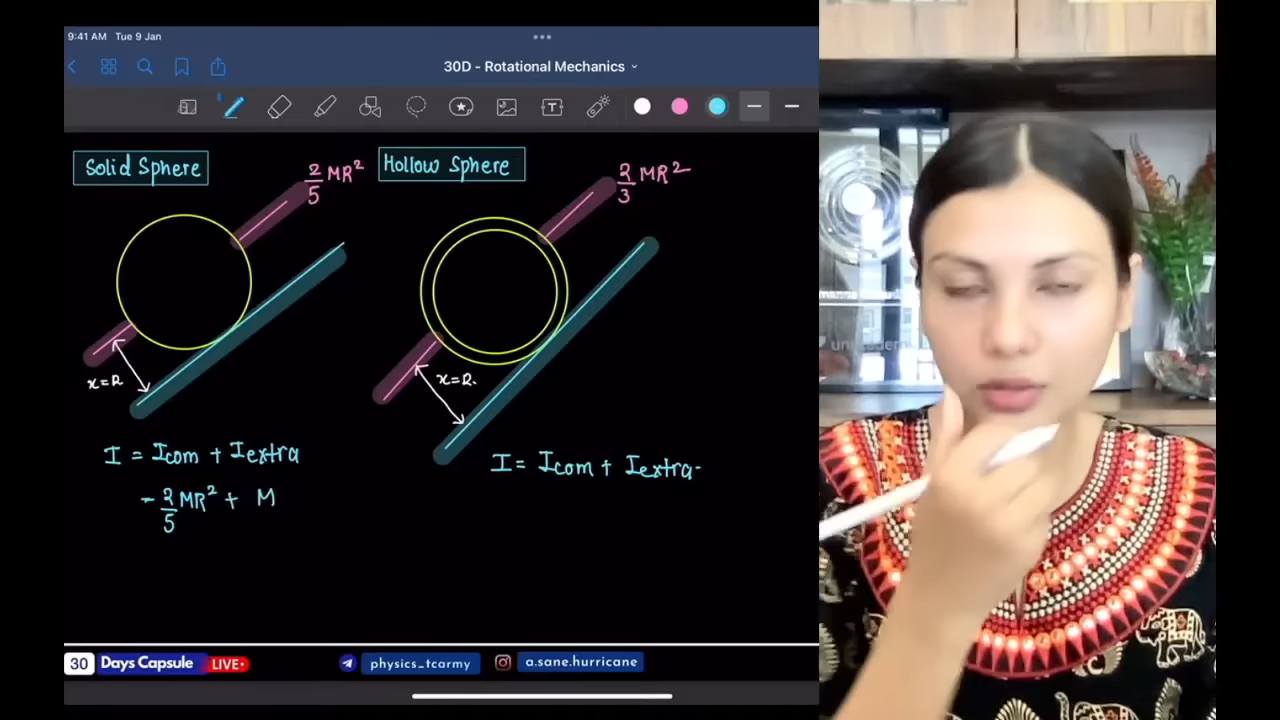 9:41 AM Tue 9 Jan
30D - Rotational Mechanics
Solid Sphere
2/5 MR²
Hollow Sphere
2/3 MR²
x=R
x=R.
I = Icom + Iextra
- 2/5 MR² + M
I = Icom + Iextra.
30 Days Capsule LIVE
physics_tcarmy
a.sane.hurricane